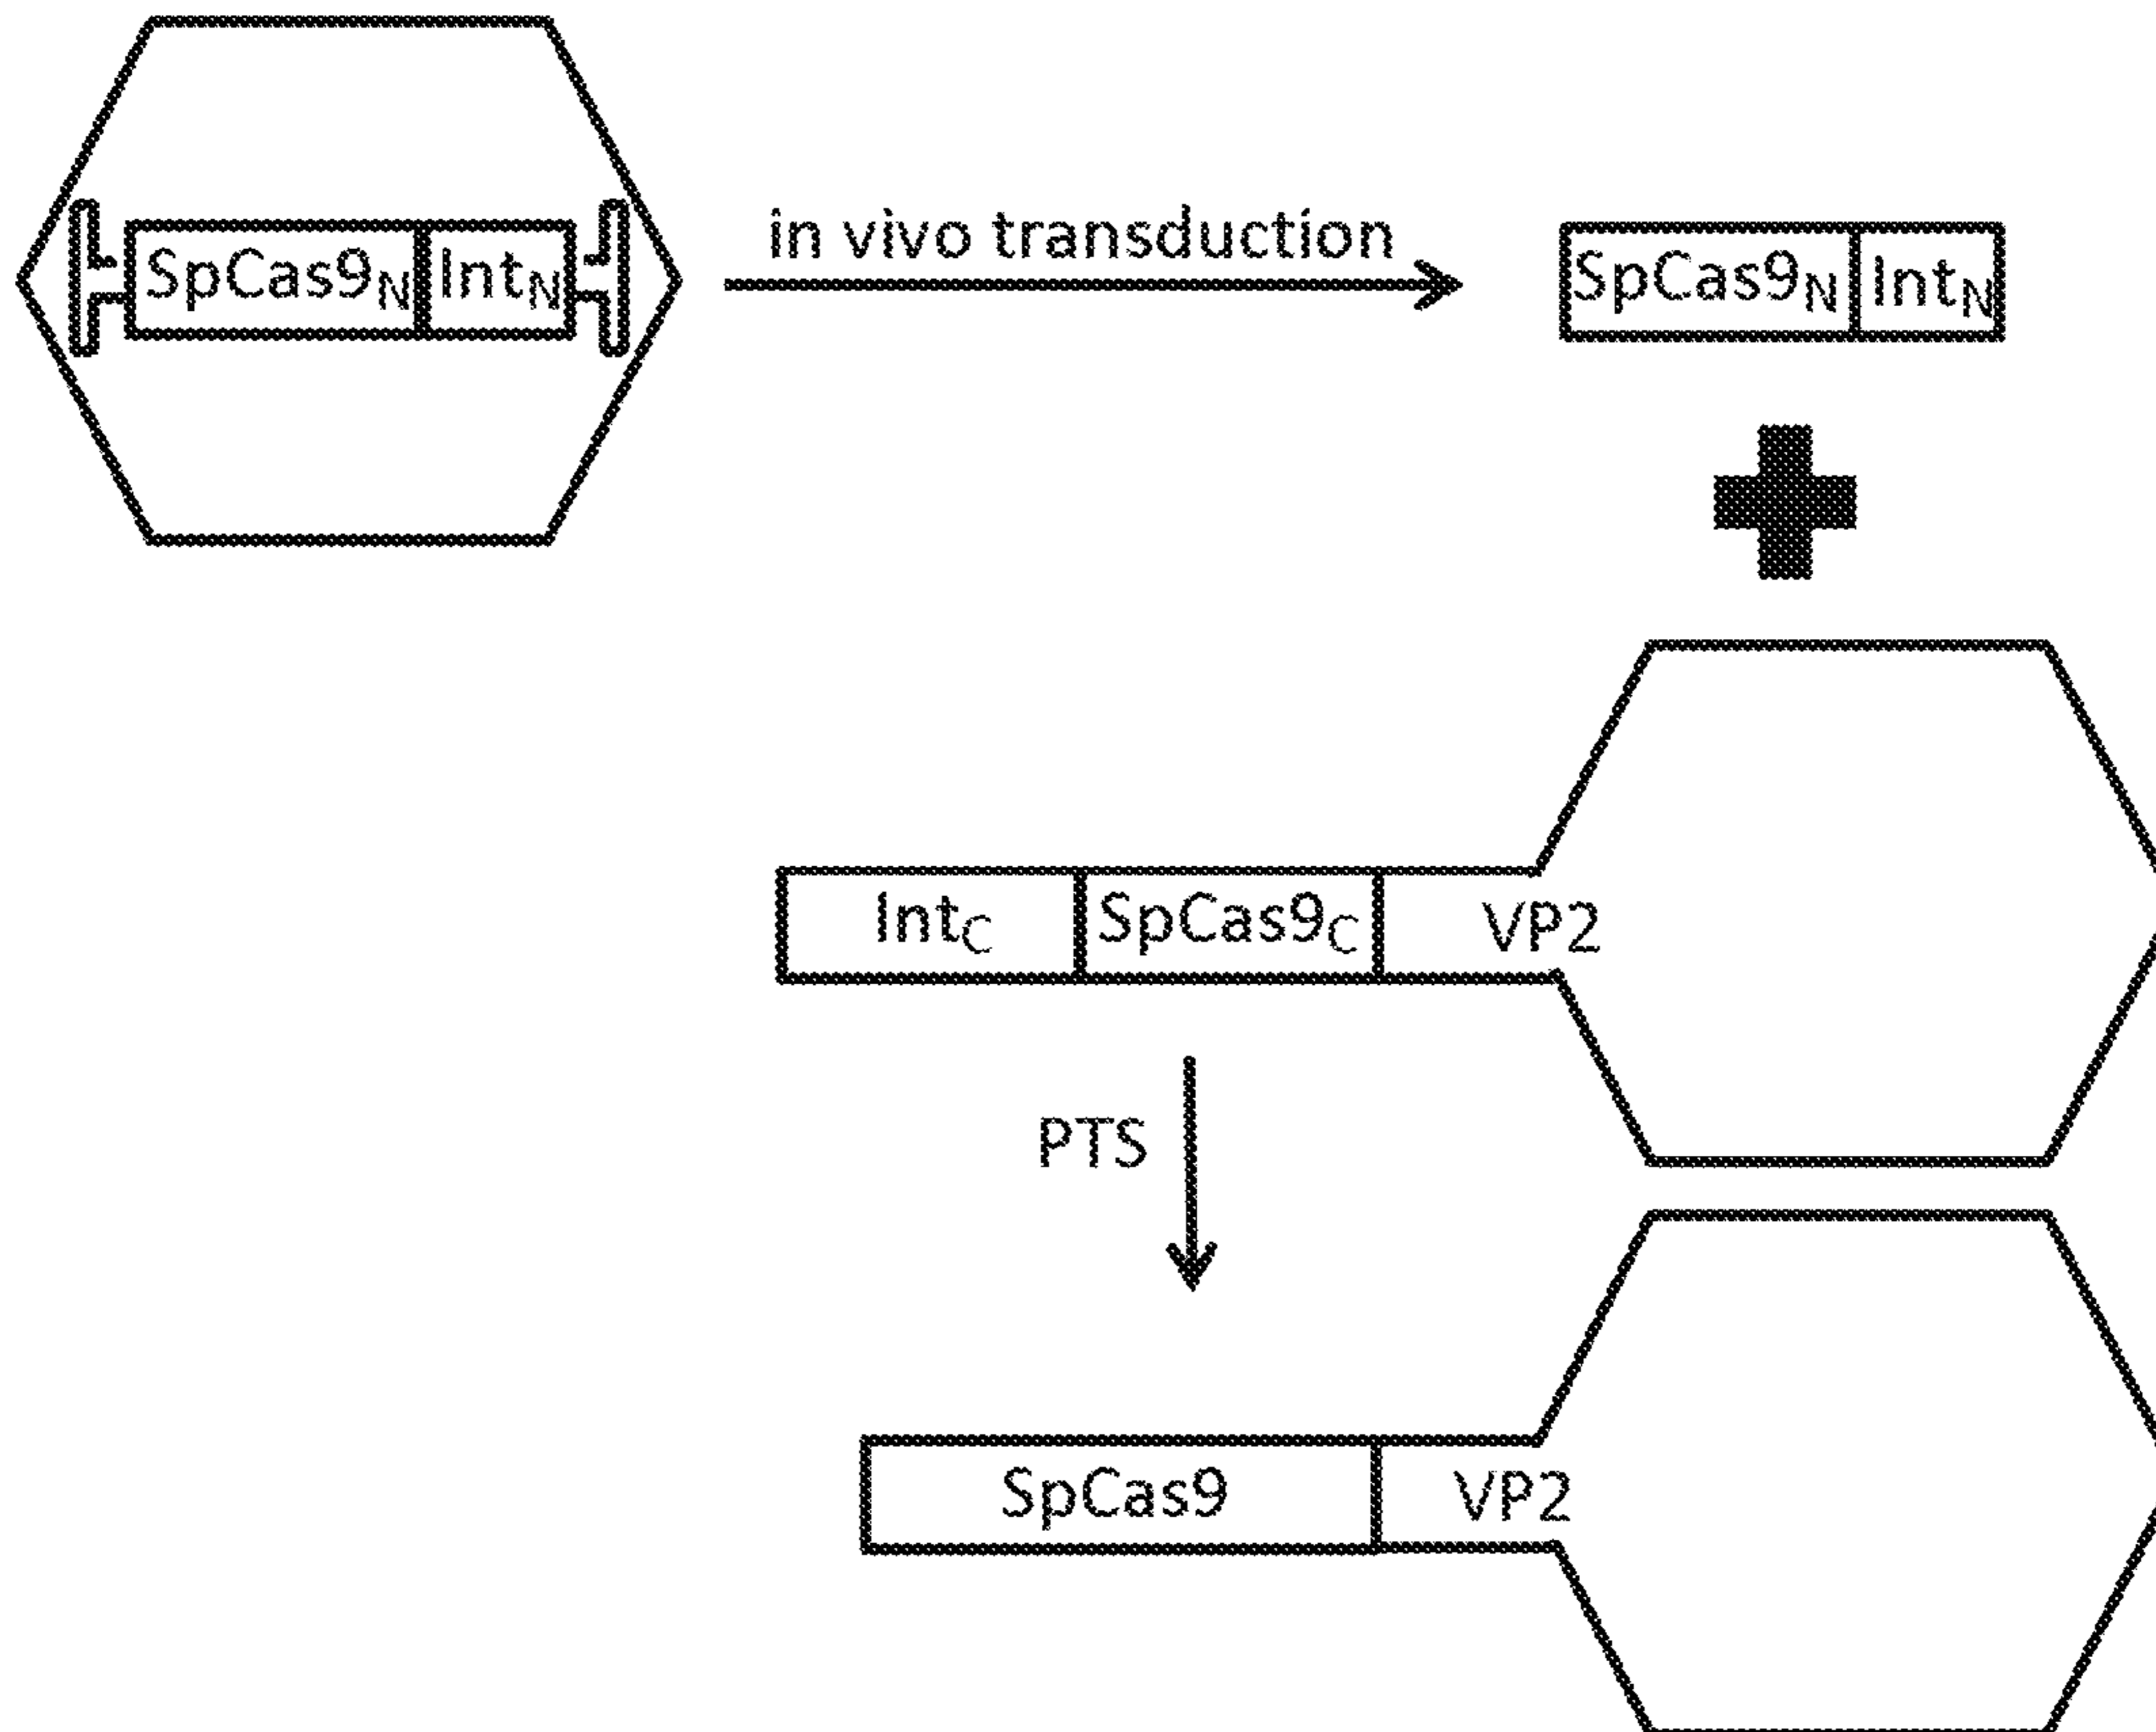 SpCas9N IntN
in vivo transduction
SpCas9N IntN
IntC SpCas9C VP2
PTS
SpCas9 VP2